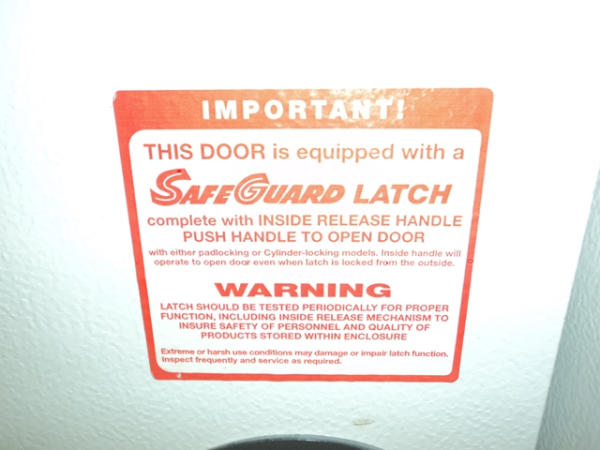 IMPORTANT!
THIS DOOR is equipped with a
SAFEGUARD LATCH
complete with INSIDE RELEASE HANDLE
PUSH HANDLE TO OPEN DOOR
with either padlocking or Cylinder-locking models. Inside handle will
operate to open door even when latch is locked from the outside.
WARNING
LATCH SHOULD BE TESTED PERIODICALLY FOR PROPER
FUNCTION, INCLUDING INSIDE RELEASE MECHANISM TO
INSURE SAFETY OF PERSONNEL AND QUALITY OF
PRODUCTS STORED WITHIN ENCLOSURE
Extreme or harsh use conditions may damage or impair latch function.
Inspect frequently and service as required.